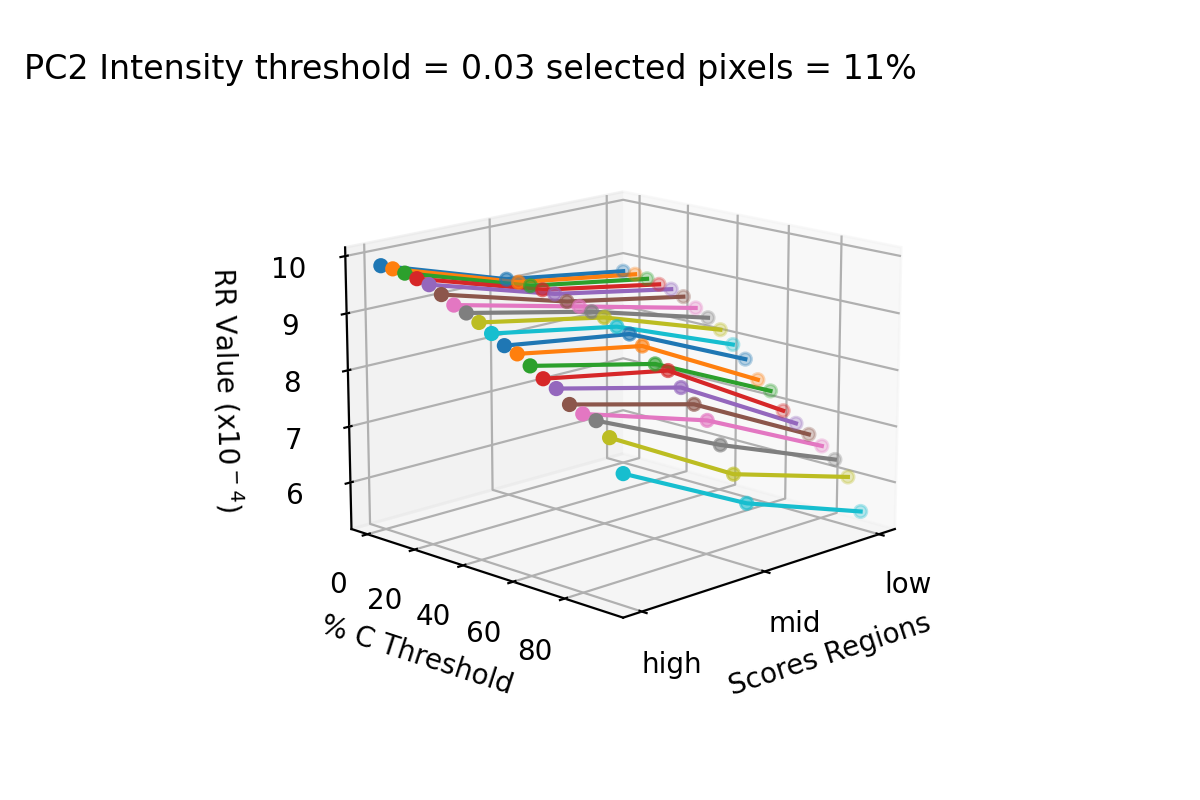 PC2 Intensity threshold = 0.03 selected pixels = 11%
RR Value (x10⁻⁴)
10
9
8
7
6
0
20
40
60
80
% C Threshold
high
mid
low
Scores Regions